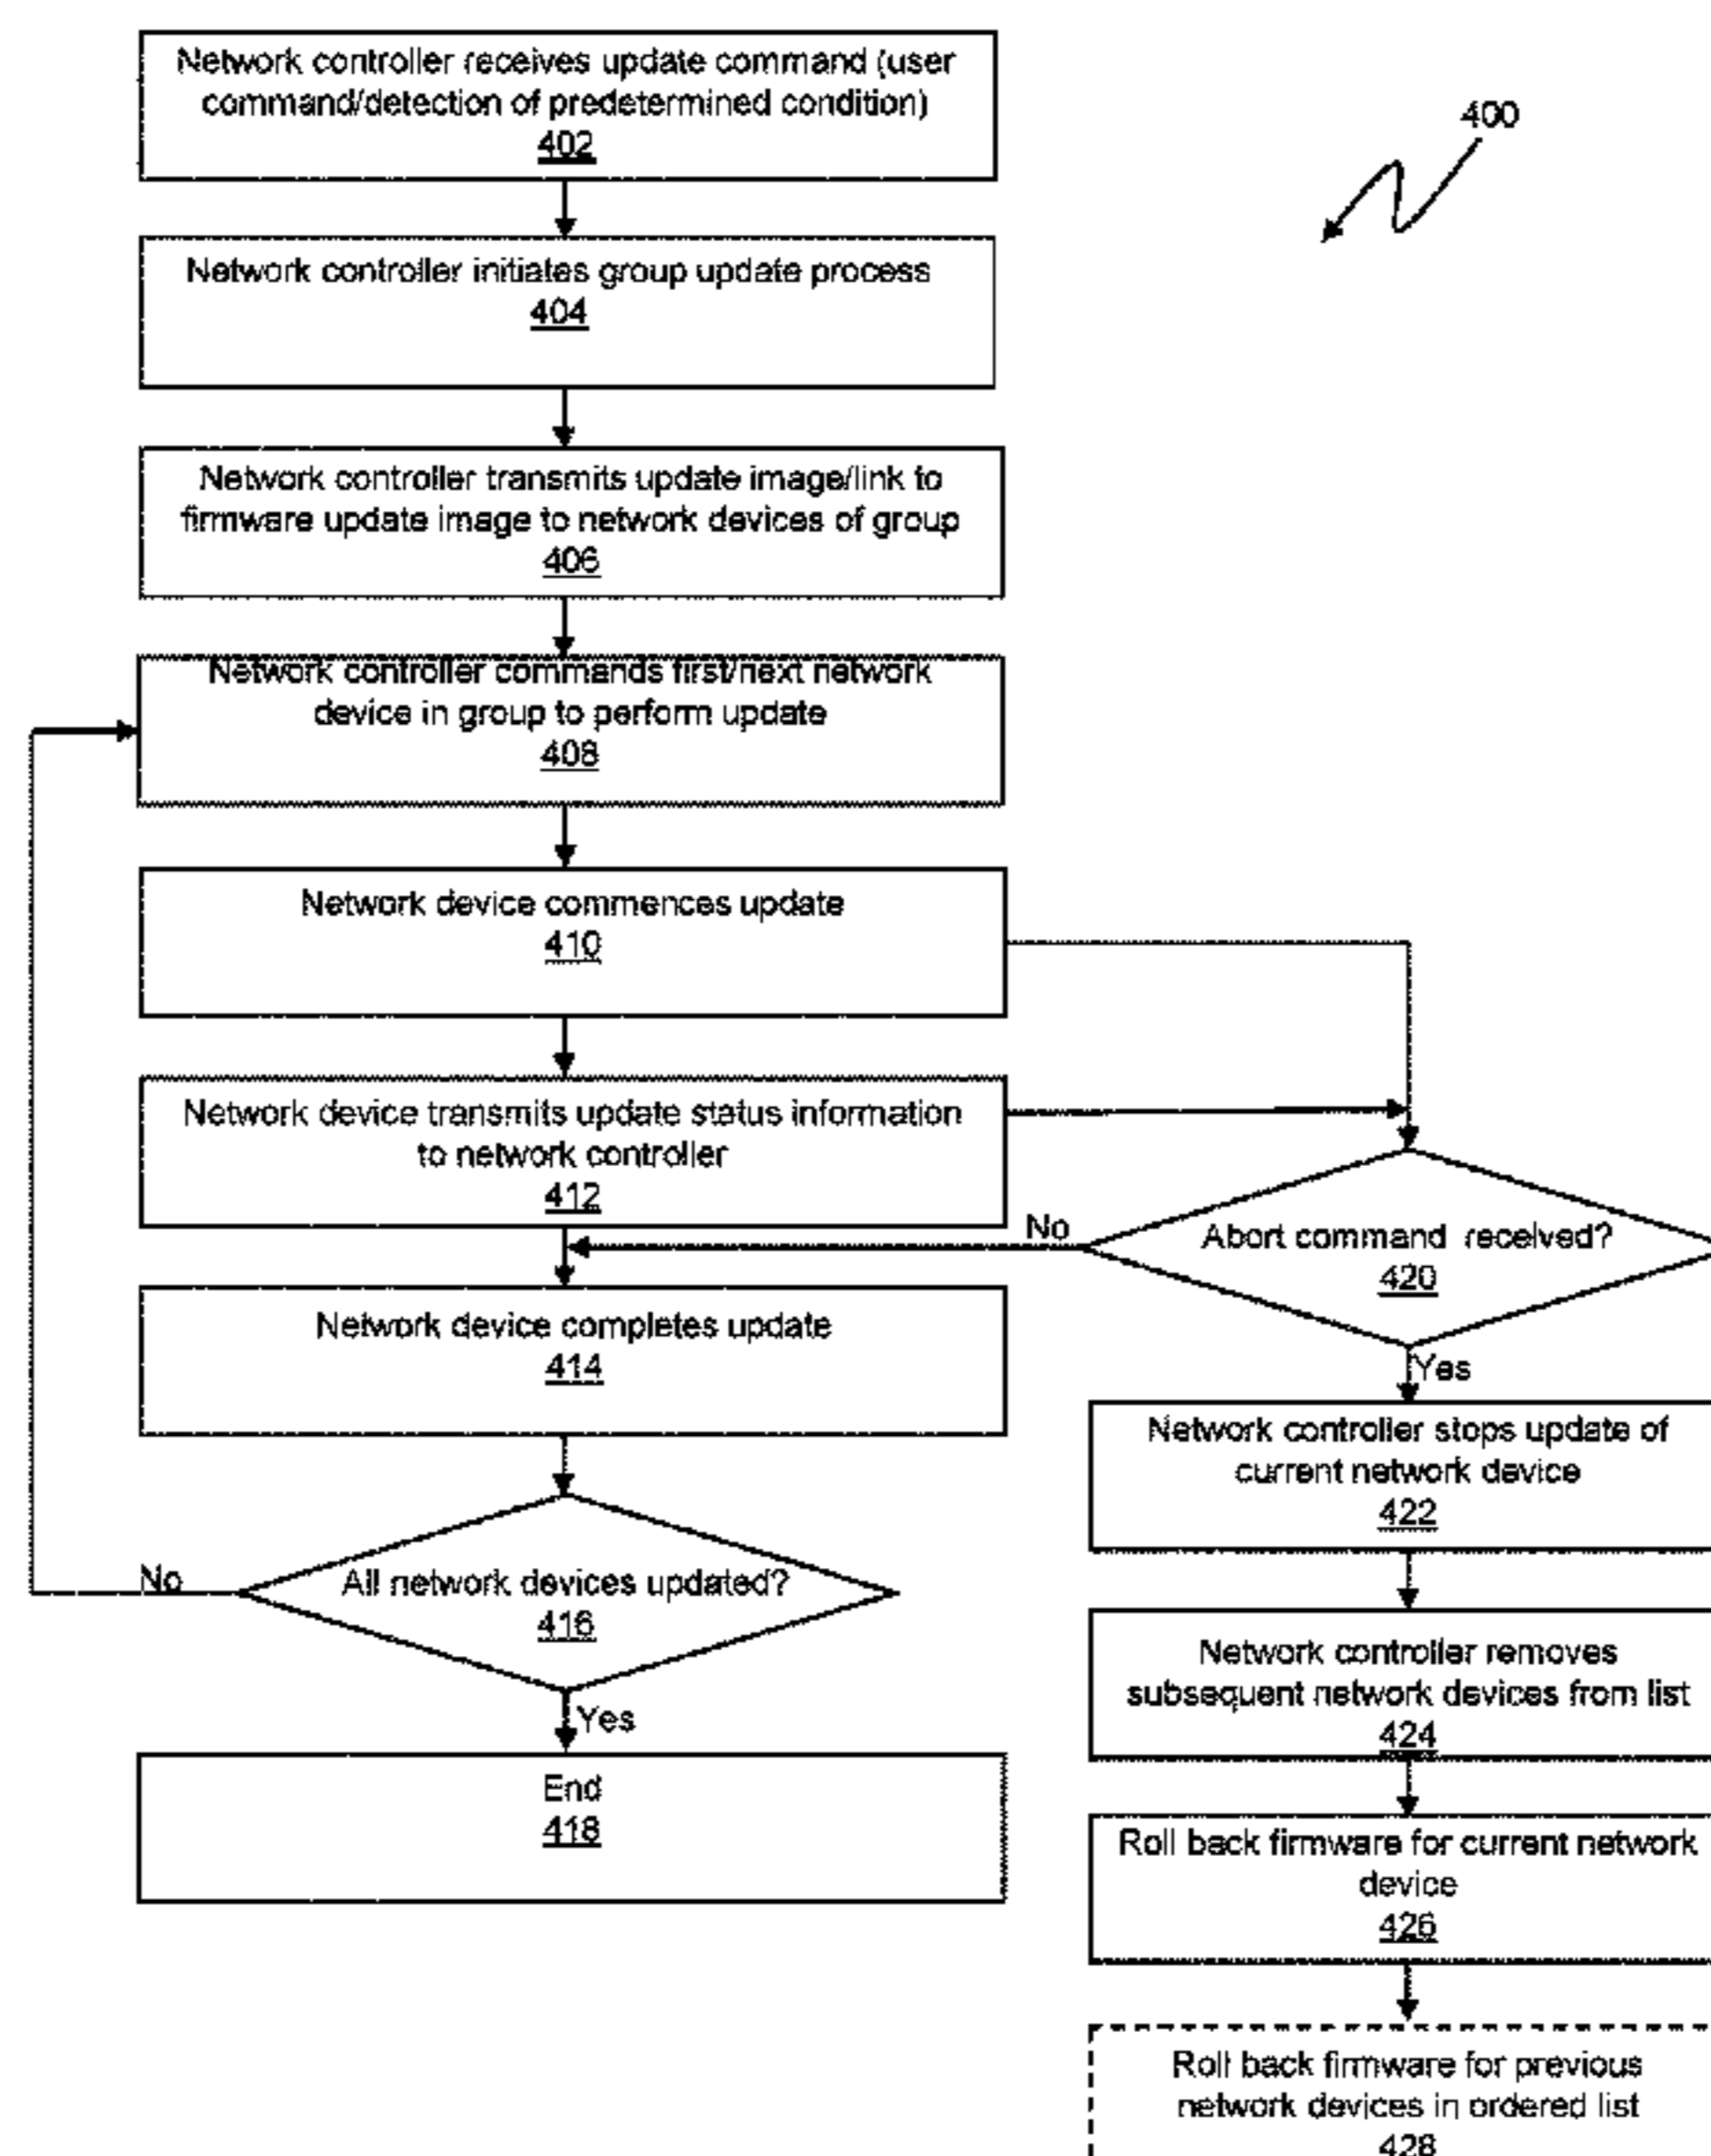 Network controller receives update command (user
command/detection of predetermined condition)
402
400
Network controller initiates group update process
404
Network controller transmits update image/link to
firmware update image to network devices of group
406
Network controller commands first/next network
device in group to perform update
408
Network device commences update
410
Network device transmits update status information
to network controller
412
No
Abort command received?
420
Network device completes update
414
Yes
Network controller stops update of
current network device
422
No
All network devices updated?
416
Network controller removes
subsequent network devices from list
424
Yes
End
418
Roll back firmware for current network
device
426
Roll back firmware for previous
network devices in ordered list
428